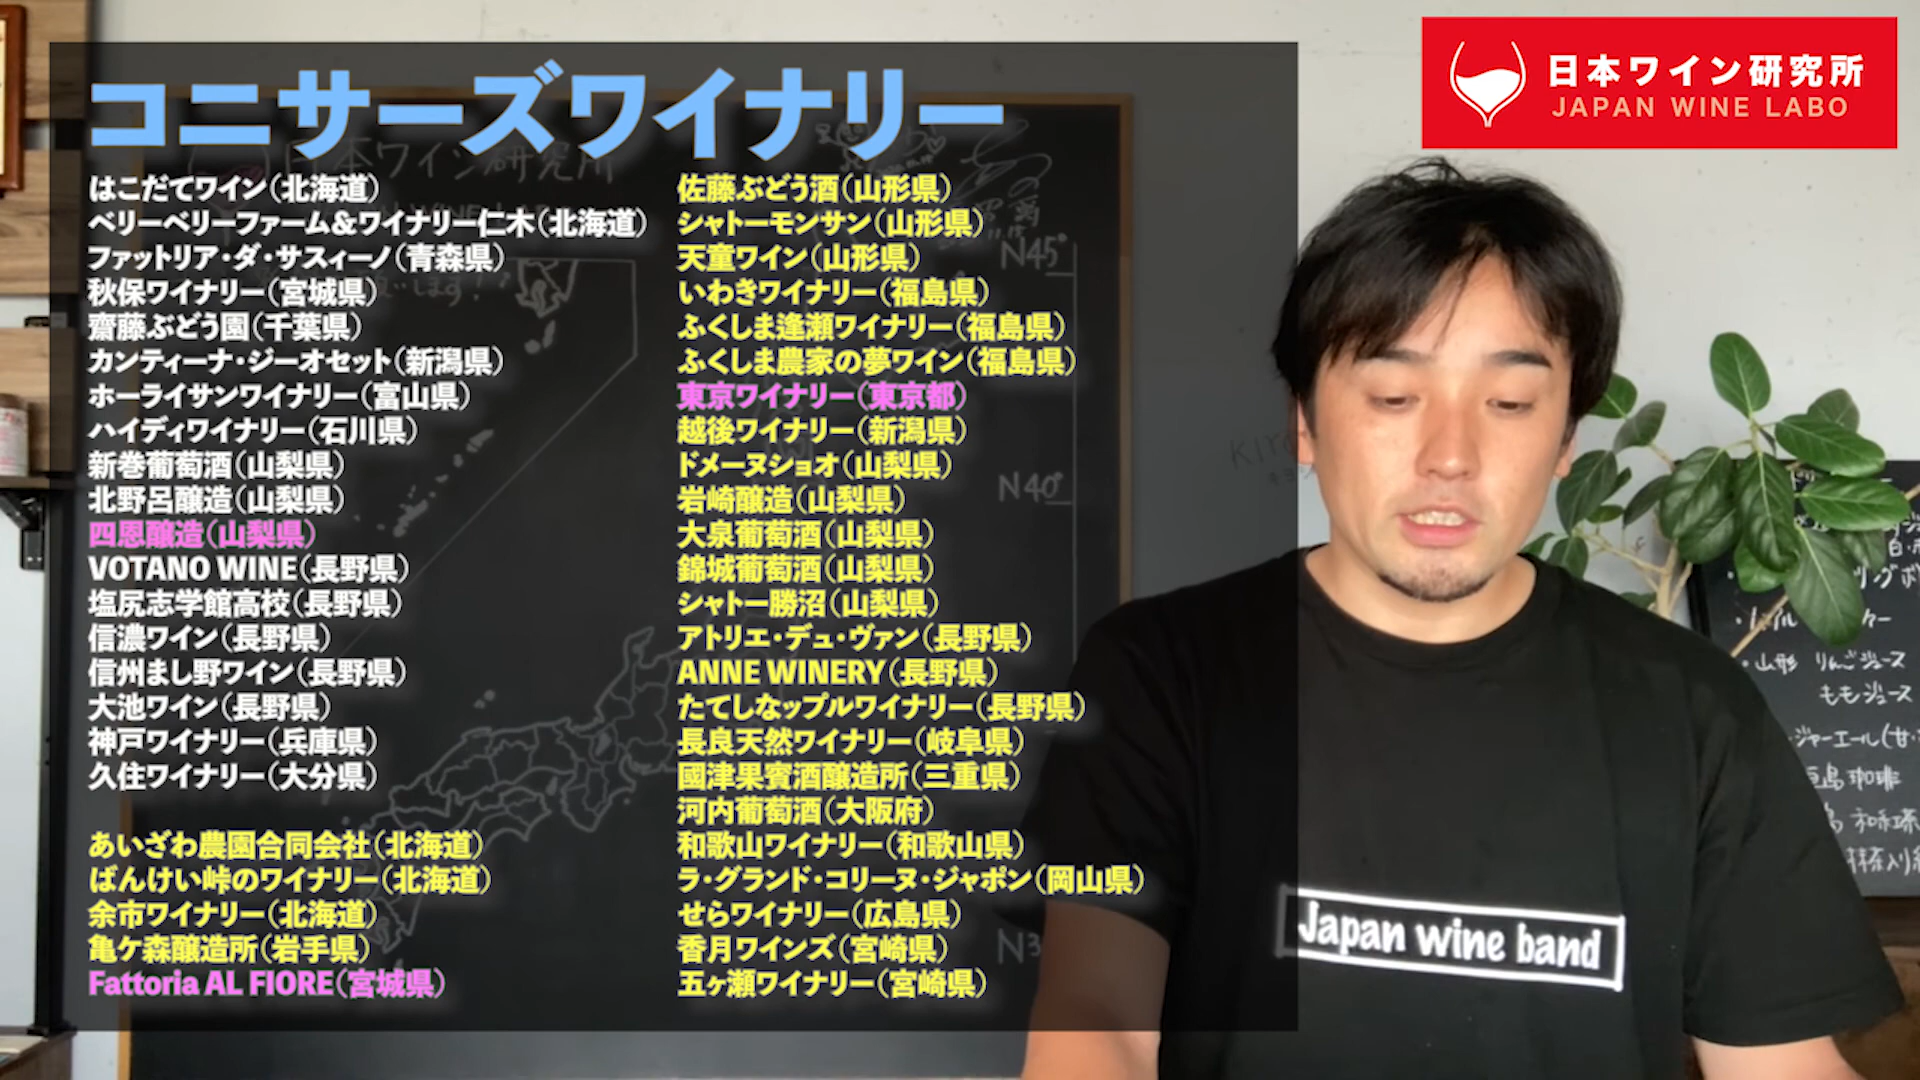 コニサーズワイナリー
はこだてワイン(北海道)
ベリーベリーファーム&ワイナリー仁木(北海道)
ファットリア・ダ・サスィーノ(青森県)
秋保ワイナリー(宮城県)
齋藤ぶどう園(千葉県)
カンティーナ・ジーオセット(新潟県)
ホーライサンワイナリー(富山県)
ハイディワイナリー(石川県)
新巻葡萄酒(山梨県)
北野呂醸造(山梨県)
四恩醸造(山梨県)
VOTANO WINE(長野県)
塩尻志学館高校(長野県)
信濃ワイン(長野県)
信州まし野ワイン(長野県)
大池ワイン(長野県)
神戸ワイナリー(兵庫県)
久住ワイナリー(大分県)
あいざわ農園合同会社(北海道)
ばんけい峠のワイナリー(北海道)
余市ワイナリー(北海道)
亀ケ森醸造所(岩手県)
Fattoria AL FIORE(宮城県)
佐藤ぶどう酒(山形県)
シャトーモンサン(山形県)
天童ワイン(山形県)
いわきワイナリー(福島県)
ふくしま逢瀬ワイナリー(福島県)
ふくしま農家の夢ワイン(福島県)
東京ワイナリー(東京都)
越後ワイナリー(新潟県)
ドメーヌショオ(山梨県)
岩崎醸造(山梨県)
大泉葡萄酒(山梨県)
錦城葡萄酒(山梨県)
シャトー勝沼(山梨県)
アトリエ・デュ・ヴァン(長野県)
ANNE WINERY(長野県)
たてしなップルワイナリー(長野県)
長良天然ワイナリー(岐阜県)
國津果實酒醸造所(三重県)
河内葡萄酒(大阪府)
和歌山ワイナリー(和歌山県)
ラ・グランド・コリーヌ・ジャポン(岡山県)
せらワイナリー(広島県)
香月ワインズ(宮崎県)
五ヶ瀬ワイナリー(宮崎県)
日本ワイン研究所
JAPAN WINE LABO
日本ワイン研究所
N45°
N40°
N3
Japan wine band
・山形 りんごジュース
ももジュース